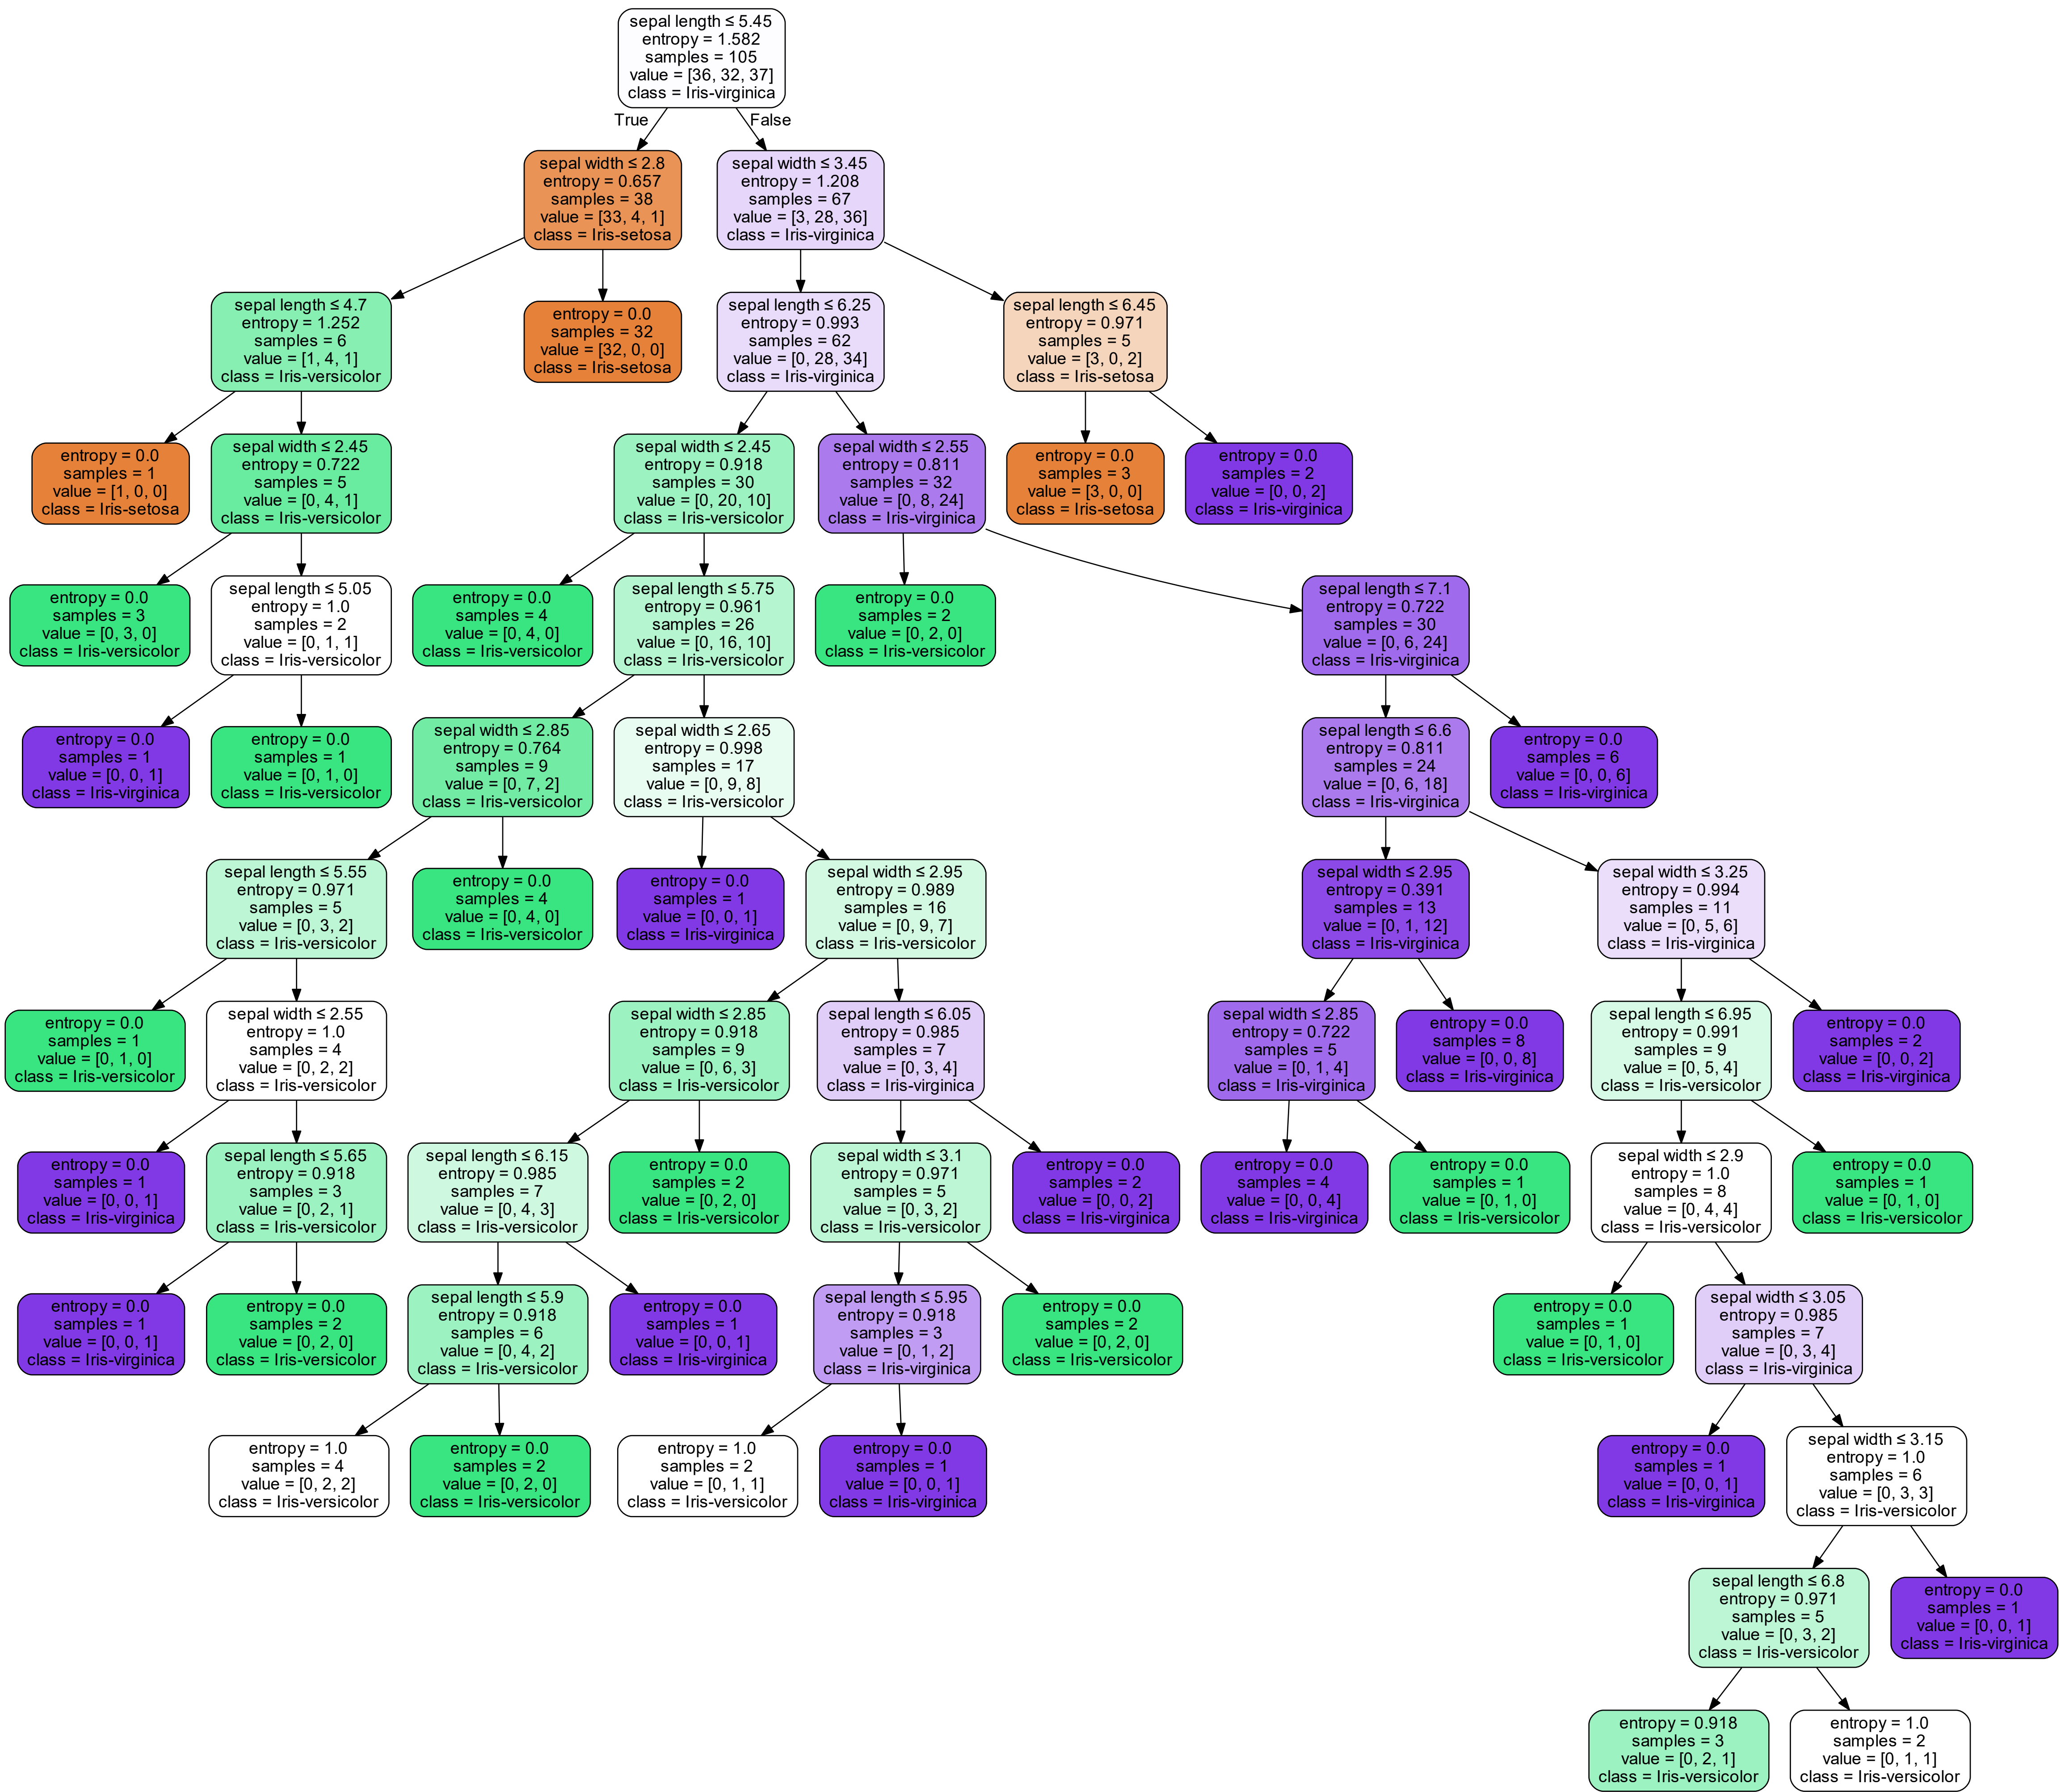 sepal length ≤ 5.45
entropy = 1.582
samples = 105
value = [36, 32, 37]
class = Iris-virginica
True
False
sepal width ≤ 2.8
entropy = 0.657
samples = 38
value = [33, 4, 1]
class = Iris-setosa
sepal width ≤ 3.45
entropy = 1.208
samples = 67
value = [3, 28, 36]
class = Iris-virginica
sepal length ≤ 4.7
entropy = 1.252
samples = 6
value = [1, 4, 1]
class = Iris-versicolor
entropy = 0.0
samples = 32
value = [32, 0, 0]
class = Iris-setosa
sepal length ≤ 6.25
entropy = 0.993
samples = 62
value = [0, 28, 34]
class = Iris-virginica
sepal length ≤ 6.45
entropy = 0.971
samples = 5
value = [3, 0, 2]
class = Iris-setosa
entropy = 0.0
samples = 1
value = [1, 0, 0]
class = Iris-setosa
sepal width ≤ 2.45
entropy = 0.722
samples = 5
value = [0, 4, 1]
class = Iris-versicolor
sepal width ≤ 2.45
entropy = 0.918
samples = 30
value = [0, 20, 10]
class = Iris-versicolor
sepal width ≤ 2.55
entropy = 0.811
samples = 32
value = [0, 8, 24]
class = Iris-virginica
entropy = 0.0
samples = 3
value = [3, 0, 0]
class = Iris-setosa
entropy = 0.0
samples = 2
value = [0, 0, 2]
class = Iris-virginica
entropy = 0.0
samples = 3
value = [0, 3, 0]
class = Iris-versicolor
sepal length ≤ 5.05
entropy = 1.0
samples = 2
value = [0, 1, 1]
class = Iris-versicolor
entropy = 0.0
samples = 4
value = [0, 4, 0]
class = Iris-versicolor
sepal length ≤ 5.75
entropy = 0.961
samples = 26
value = [0, 16, 10]
class = Iris-versicolor
entropy = 0.0
samples = 2
value = [0, 2, 0]
class = Iris-versicolor
sepal length ≤ 7.1
entropy = 0.722
samples = 30
value = [0, 6, 24]
class = Iris-virginica
entropy = 0.0
samples = 1
value = [0, 0, 1]
class = Iris-virginica
entropy = 0.0
samples = 1
value = [0, 1, 0]
class = Iris-versicolor
sepal width ≤ 2.85
entropy = 0.764
samples = 9
value = [0, 7, 2]
class = Iris-versicolor
sepal width ≤ 2.65
entropy = 0.998
samples = 17
value = [0, 9, 8]
class = Iris-versicolor
sepal length ≤ 6.6
entropy = 0.811
samples = 24
value = [0, 6, 18]
class = Iris-virginica
entropy = 0.0
samples = 6
value = [0, 0, 6]
class = Iris-virginica
sepal length ≤ 5.55
entropy = 0.971
samples = 5
value = [0, 3, 2]
class = Iris-versicolor
entropy = 0.0
samples = 4
value = [0, 4, 0]
class = Iris-versicolor
entropy = 0.0
samples = 1
value = [0, 0, 1]
class = Iris-virginica
sepal width ≤ 2.95
entropy = 0.989
samples = 16
value = [0, 9, 7]
class = Iris-versicolor
sepal width ≤ 2.95
entropy = 0.391
samples = 13
value = [0, 1, 12]
class = Iris-virginica
sepal width ≤ 3.25
entropy = 0.994
samples = 11
value = [0, 5, 6]
class = Iris-virginica
entropy = 0.0
samples = 1
value = [0, 1, 0]
class = Iris-versicolor
sepal width ≤ 2.55
entropy = 1.0
samples = 4
value = [0, 2, 2]
class = Iris-versicolor
sepal width ≤ 2.85
entropy = 0.918
samples = 9
value = [0, 6, 3]
class = Iris-versicolor
sepal length ≤ 6.05
entropy = 0.985
samples = 7
value = [0, 3, 4]
class = Iris-virginica
sepal width ≤ 2.85
entropy = 0.722
samples = 5
value = [0, 1, 4]
class = Iris-virginica
entropy = 0.0
samples = 8
value = [0, 0, 8]
class = Iris-virginica
sepal length ≤ 6.95
entropy = 0.991
samples = 9
value = [0, 5, 4]
class = Iris-versicolor
entropy = 0.0
samples = 2
value = [0, 0, 2]
class = Iris-virginica
entropy = 0.0
samples = 1
value = [0, 0, 1]
class = Iris-virginica
sepal length ≤ 5.65
entropy = 0.918
samples = 3
value = [0, 2, 1]
class = Iris-versicolor
sepal length ≤ 6.15
entropy = 0.985
samples = 7
value = [0, 4, 3]
class = Iris-versicolor
entropy = 0.0
samples = 2
value = [0, 2, 0]
class = Iris-versicolor
sepal width ≤ 3.1
entropy = 0.971
samples = 5
value = [0, 3, 2]
class = Iris-versicolor
entropy = 0.0
samples = 2
value = [0, 0, 2]
class = Iris-virginica
entropy = 0.0
samples = 4
value = [0, 0, 4]
class = Iris-virginica
entropy = 0.0
samples = 1
value = [0, 1, 0]
class = Iris-versicolor
sepal width ≤ 2.9
entropy = 1.0
samples = 8
value = [0, 4, 4]
class = Iris-versicolor
entropy = 0.0
samples = 1
value = [0, 1, 0]
class = Iris-versicolor
entropy = 0.0
samples = 1
value = [0, 0, 1]
class = Iris-virginica
entropy = 0.0
samples = 2
value = [0, 2, 0]
class = Iris-versicolor
sepal length ≤ 5.9
entropy = 0.918
samples = 6
value = [0, 4, 2]
class = Iris-versicolor
entropy = 0.0
samples = 1
value = [0, 0, 1]
class = Iris-virginica
sepal length ≤ 5.95
entropy = 0.918
samples = 3
value = [0, 1, 2]
class = Iris-virginica
entropy = 0.0
samples = 2
value = [0, 2, 0]
class = Iris-versicolor
entropy = 0.0
samples = 1
value = [0, 1, 0]
class = Iris-versicolor
sepal width ≤ 3.05
entropy = 0.985
samples = 7
value = [0, 3, 4]
class = Iris-virginica
entropy = 1.0
samples = 4
value = [0, 2, 2]
class = Iris-versicolor
entropy = 0.0
samples = 2
value = [0, 2, 0]
class = Iris-versicolor
entropy = 1.0
samples = 2
value = [0, 1, 1]
class = Iris-versicolor
entropy = 0.0
samples = 1
value = [0, 0, 1]
class = Iris-virginica
entropy = 0.0
samples = 1
value = [0, 0, 1]
class = Iris-virginica
sepal width ≤ 3.15
entropy = 1.0
samples = 6
value = [0, 3, 3]
class = Iris-versicolor
sepal length ≤ 6.8
entropy = 0.971
samples = 5
value = [0, 3, 2]
class = Iris-versicolor
entropy = 0.0
samples = 1
value = [0, 0, 1]
class = Iris-virginica
entropy = 0.918
samples = 3
value = [0, 2, 1]
class = Iris-versicolor
entropy = 1.0
samples = 2
value = [0, 1, 1]
class = Iris-versicolor